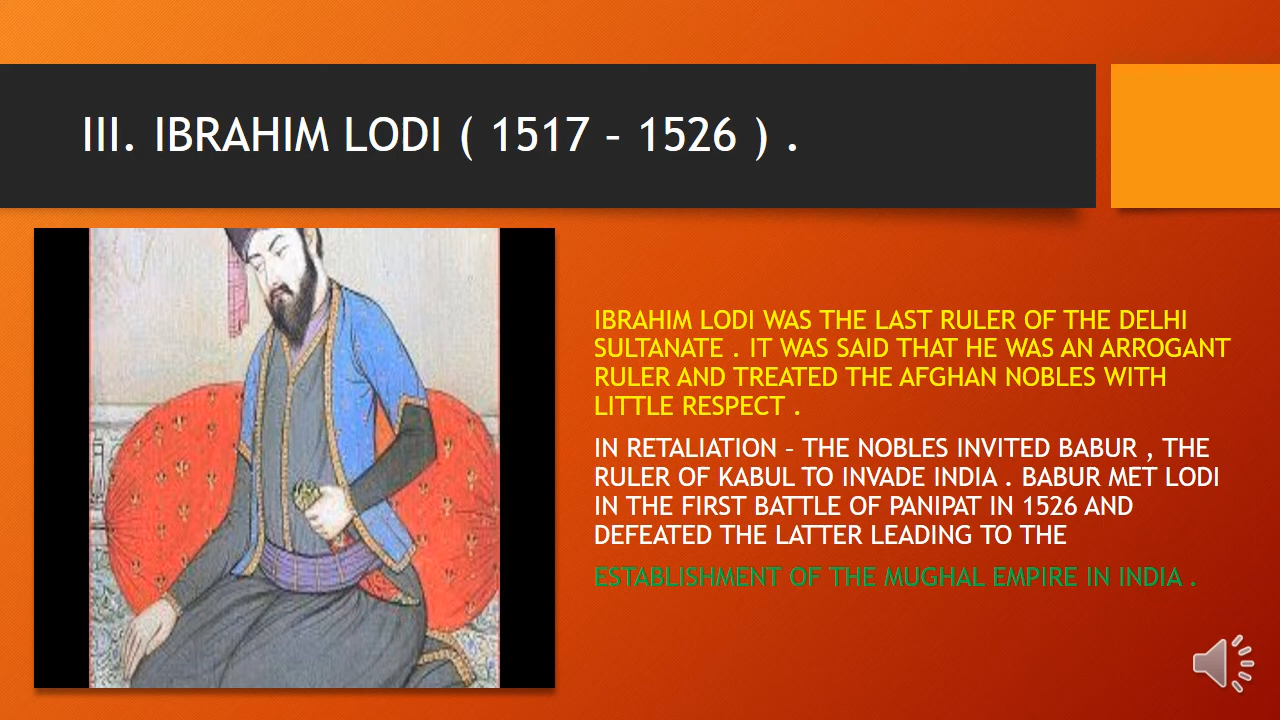 III. IBRAHIM LODI ( 1517 – 1526 ) .
IBRAHIM LODI WAS THE LAST RULER OF THE DELHI
SULTANATE . IT WAS SAID THAT HE WAS AN ARROGANT
RULER AND TREATED THE AFGHAN NOBLES WITH
LITTLE RESPECT .
IN RETALIATION – THE NOBLES INVITED BABUR , THE
RULER OF KABUL TO INVADE INDIA . BABUR MET LODI
IN THE FIRST BATTLE OF PANIPAT IN 1526 AND
DEFEATED THE LATTER LEADING TO THE
ESTABLISHMENT OF THE MUGHAL EMPIRE IN INDIA .